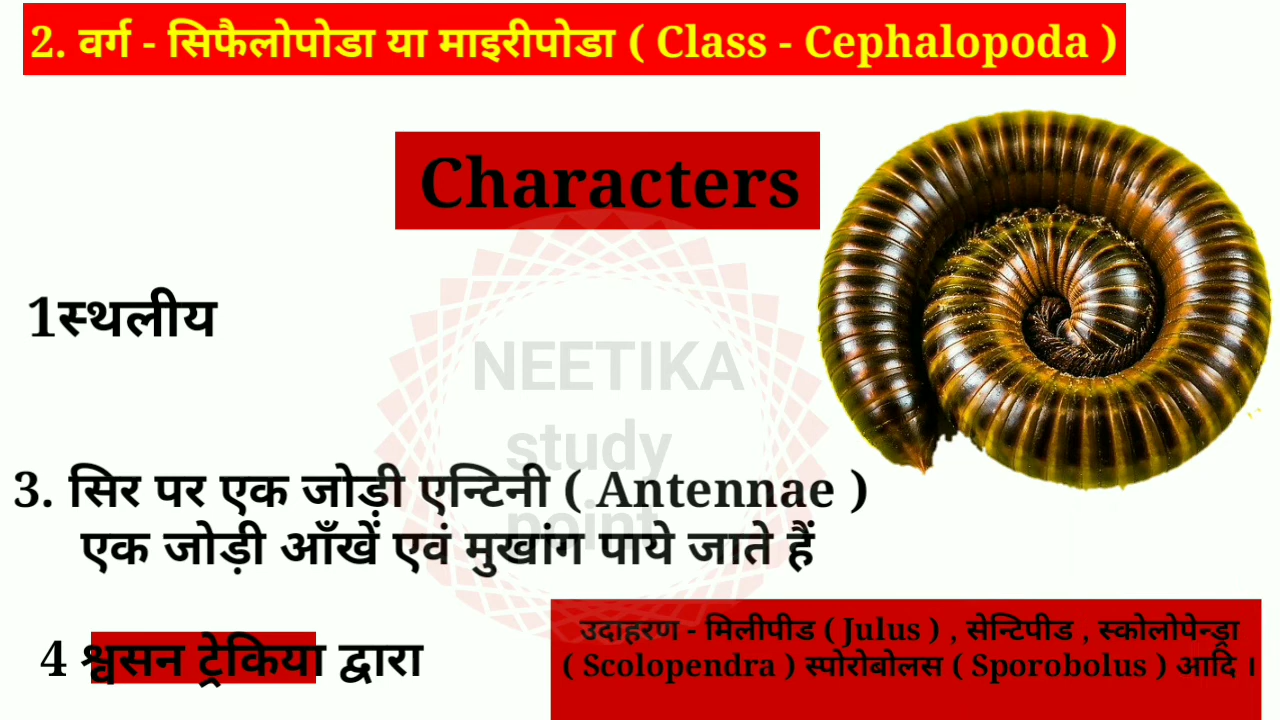 2. वर्ग - सिफैलोपोडा या माइरीपोडा ( Class - Cephalopoda )
Characters
1स्थलीय
NEETIKA
study
point
3. सिर पर एक जोड़ी एन्टिनी ( Antennae )
एक जोड़ी आँखें एवं मुखांग पाये जाते हैं
4 श्वसन ट्रेकिया द्वारा
उदाहरण - मिलीपीड ( Julus ) , सेन्टिपीड , स्कोलोपेन्ड्रा
( Scolopendra ) स्पोरोबोलस ( Sporobolus ) आदि ।